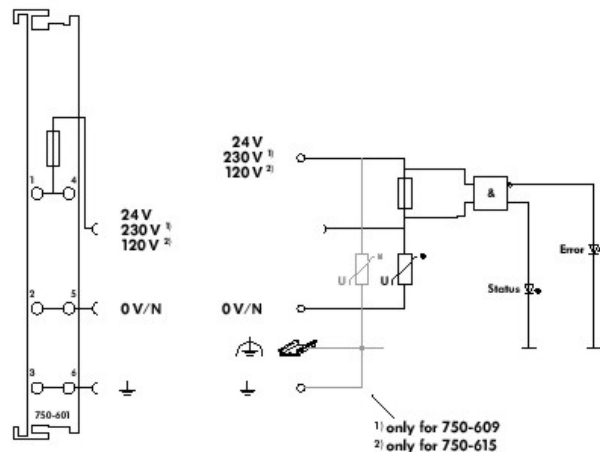 24 V
230 V 1)
120 V 2)
1 4
24 V
230 V 1)
120 V 2)
&
Error
U
U
Status
2 5
0 V/N
0 V/N
3 6
750-601
1) only for 750-609
2) only for 750-615